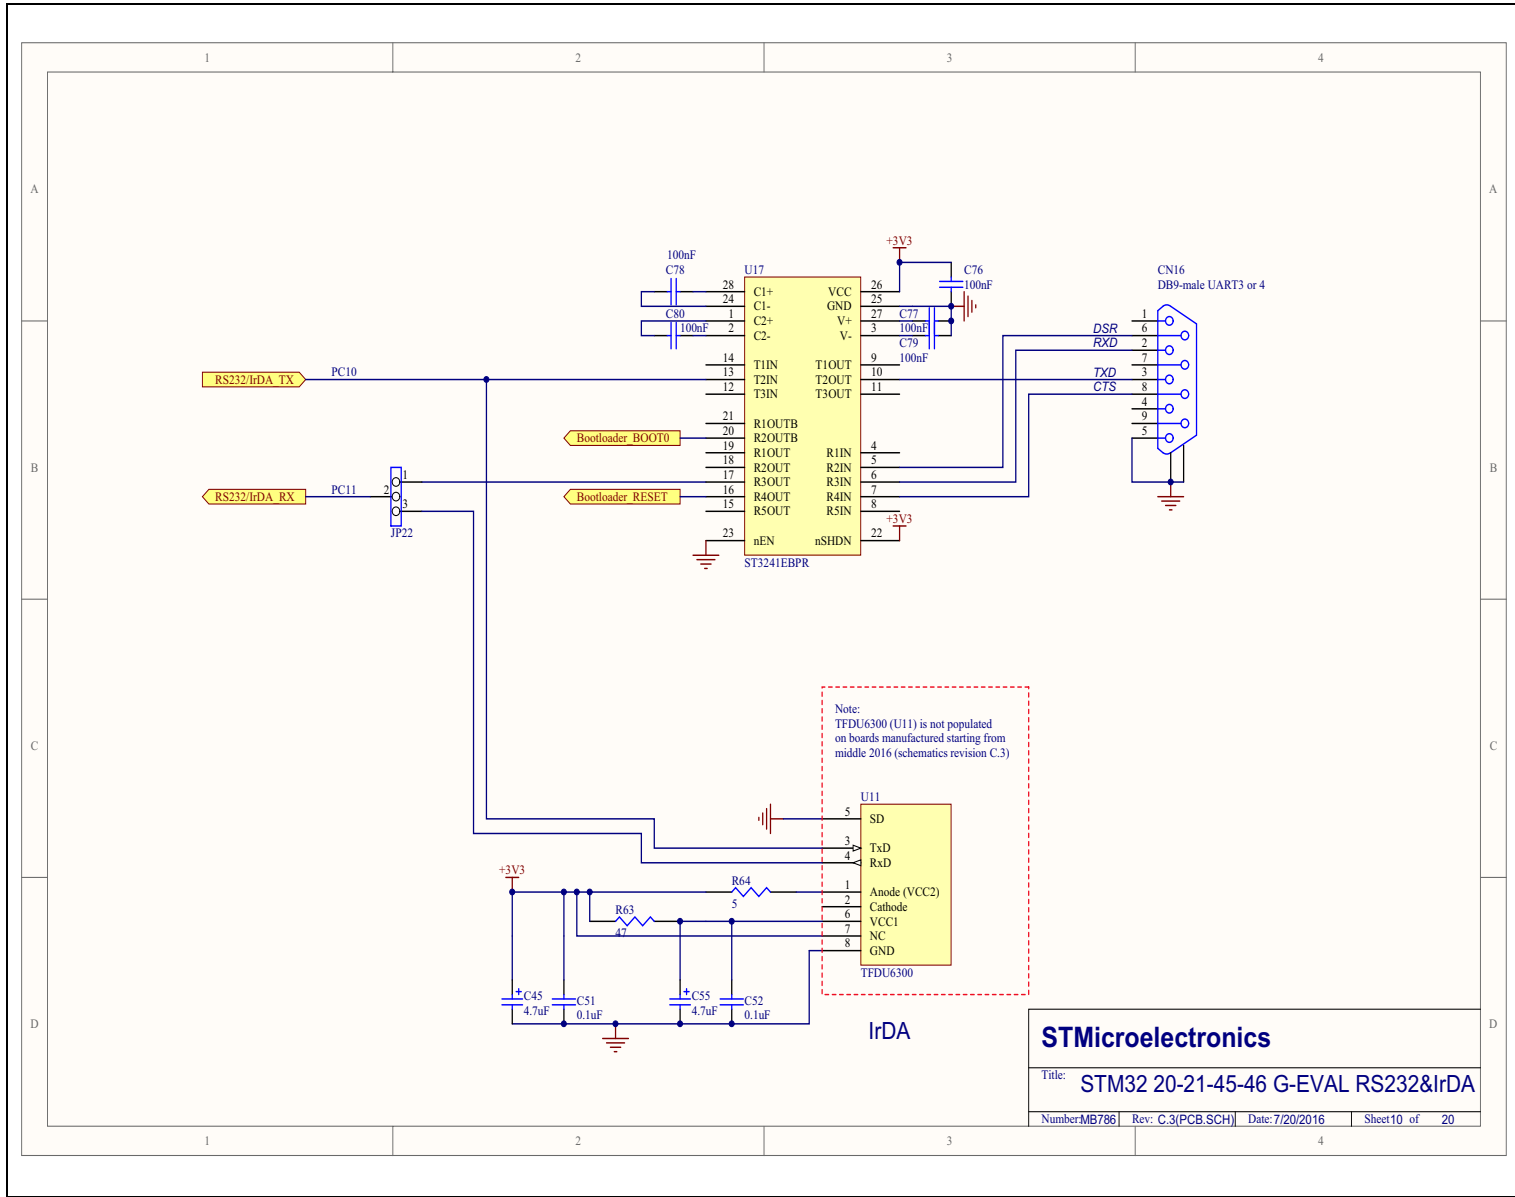 1 2 3 4
A A
+3V3
100nF
C78 U17 C76 CN16
100nF DB9-male UART3 or 4
28 C1+ VCC 26
24 C1- GND 25
C80 1 C2+ V+ 27 C77 1
100nF 2 C2- V- 3 100nF DSR 6
C79 RXD 2
100nF
14 T1IN T1OUT 9 7
RS232/IrDA_TX PC10 13 T2IN T2OUT 10 TXD 3
12 T3IN T3OUT 11 CTS 8
4
21 R1OUTB 9
Bootloader_BOOT0 20 R2OUTB 5
19 R1OUT R1IN 4
B 18 R2OUT R2IN 5 B
1 17 R3OUT R3IN 6
RS232/IrDA_RX PC11 2 Bootloader_RESET 16 R4OUT R4IN 7
3 15 R5OUT R5IN 8
+3V3
JP22
23 nEN nSHDN 22
ST3241EBPR
Note:
TFDU6300 (U11) is not populated
on boards manufactured starting from
C C
middle 2016 (schematics revision C.3)
U11
5 SD
3 TxD
4 RxD
+3V3
R64 1 Anode (VCC2)
5 2 Cathode
R63 6 VCC1
47 7 NC
8 GND
TFDU6300
+ C45 C51 + C55 C52
4.7uF 0.1uF 4.7uF 0.1uF
D D
IrDA
STMicroelectronics
Title: STM32 20-21-45-46 G-EVAL RS232&IrDA
Number:MB786 Rev: C.3(PCB.SCH) Date:7/20/2016 Sheet10 of 20
1 2 3 4